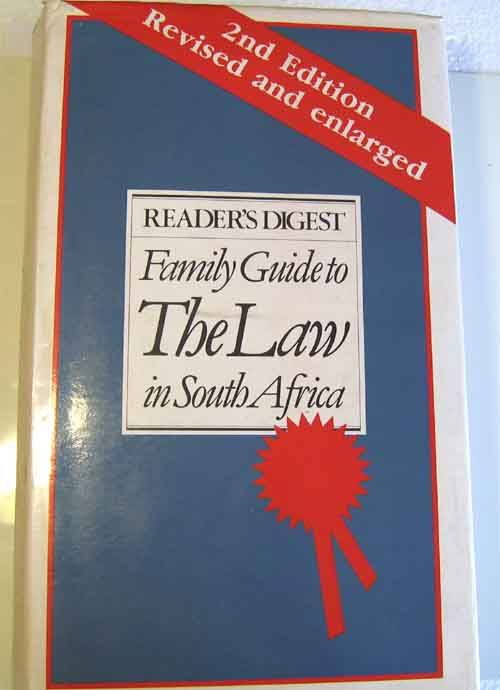 2nd Edition
Revised and enlarged
READER'S DIGEST
Family Guide to
The Law
in South Africa